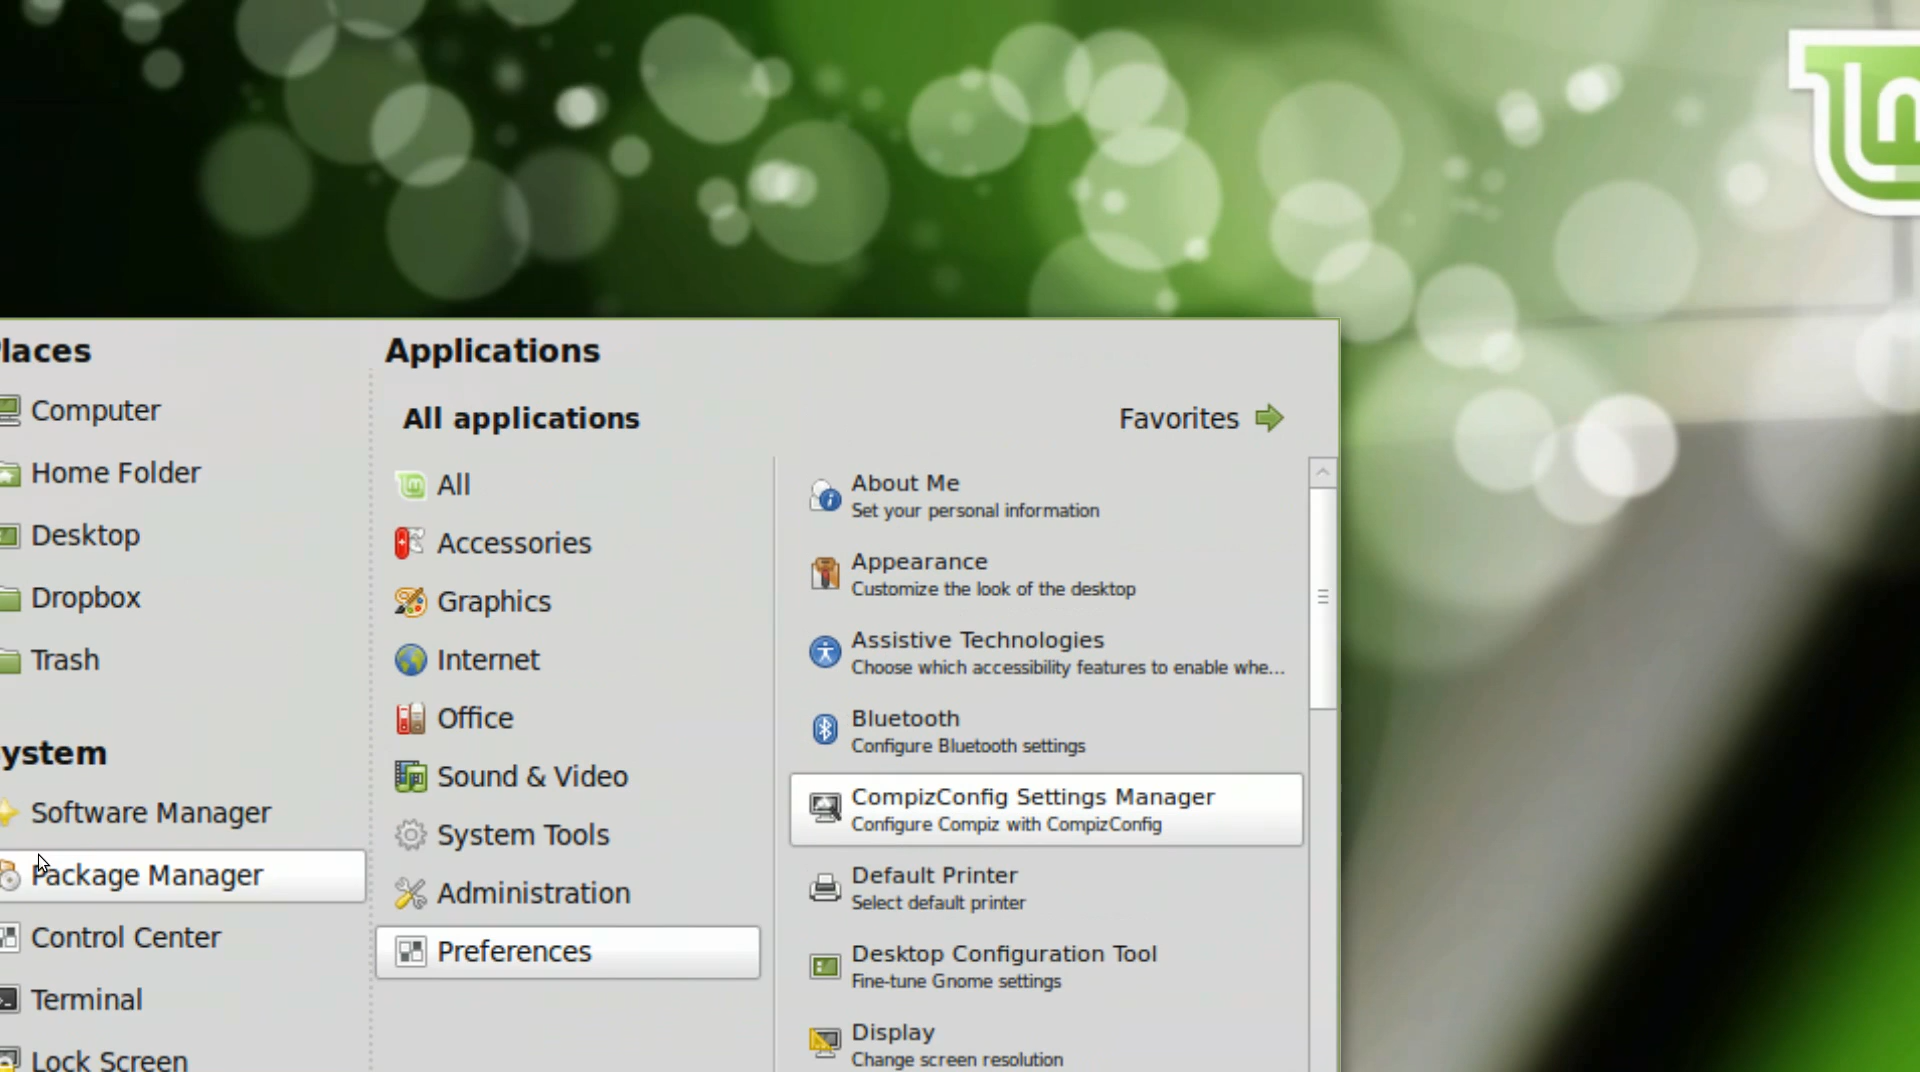 laces
Computer
Home Folder
Desktop
Dropbox
Trash
ystem
Software Manager
Package Manager
Control Center
Terminal
Lock Screen
Applications
All applications
Favorites
All
Accessories
Graphics
Internet
Office
Sound & Video
System Tools
Administration
Preferences
About Me
Set your personal information
Appearance
Customize the look of the desktop
Assistive Technologies
Choose which accessibility features to enable whe...
Bluetooth
Configure Bluetooth settings
CompizConfig Settings Manager
Configure Compiz with CompizConfig
Default Printer
Select default printer
Desktop Configuration Tool
Fine-tune Gnome settings
Display
Change screen resolution